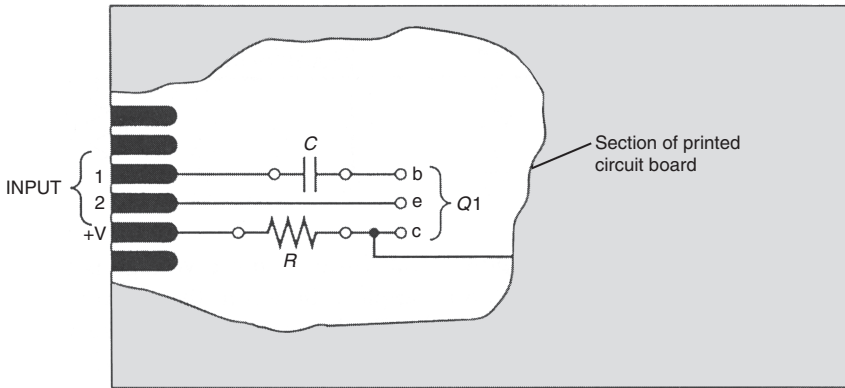 C
1
b
Section of printed
circuit board
INPUT
2
e
Q1
+V
c
R